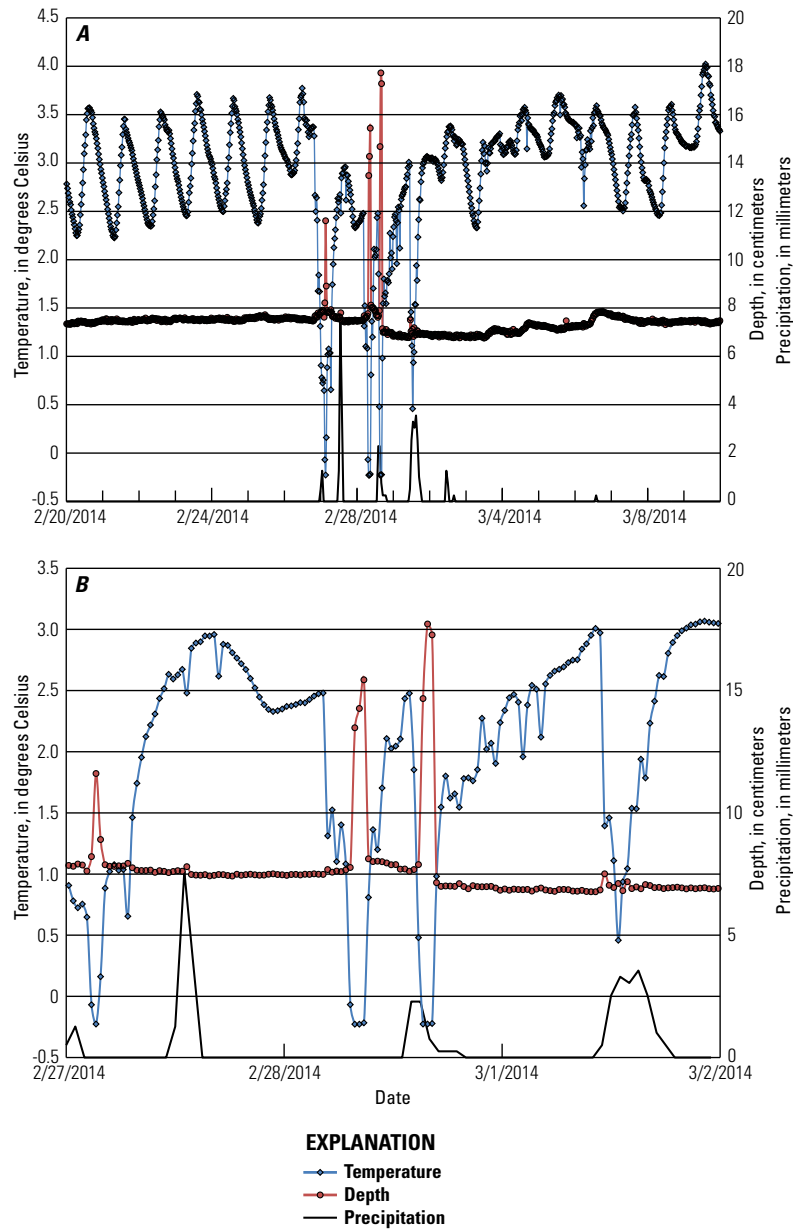 A
Temperature, in degrees Celsius
4.5
4.0
3.5
3.0
2.5
2.0
1.5
1.0
0.5
0
-0.5
20
18
16
14
12
10
8
6
4
2
0
Depth, in centimeters
Precipitation, in millimeters
2/20/2014 2/24/2014 2/28/2014 3/4/2014 3/8/2014
B
Temperature, in degrees Celsius
3.5
3.0
2.5
2.0
1.5
1.0
0.5
0
-0.5
20
15
10
5
0
Depth, in centimeters
Precipitation, in millimeters
2/27/2014 2/28/2014 3/1/2014 3/2/2014
Date
EXPLANATION
Temperature
Depth
Precipitation